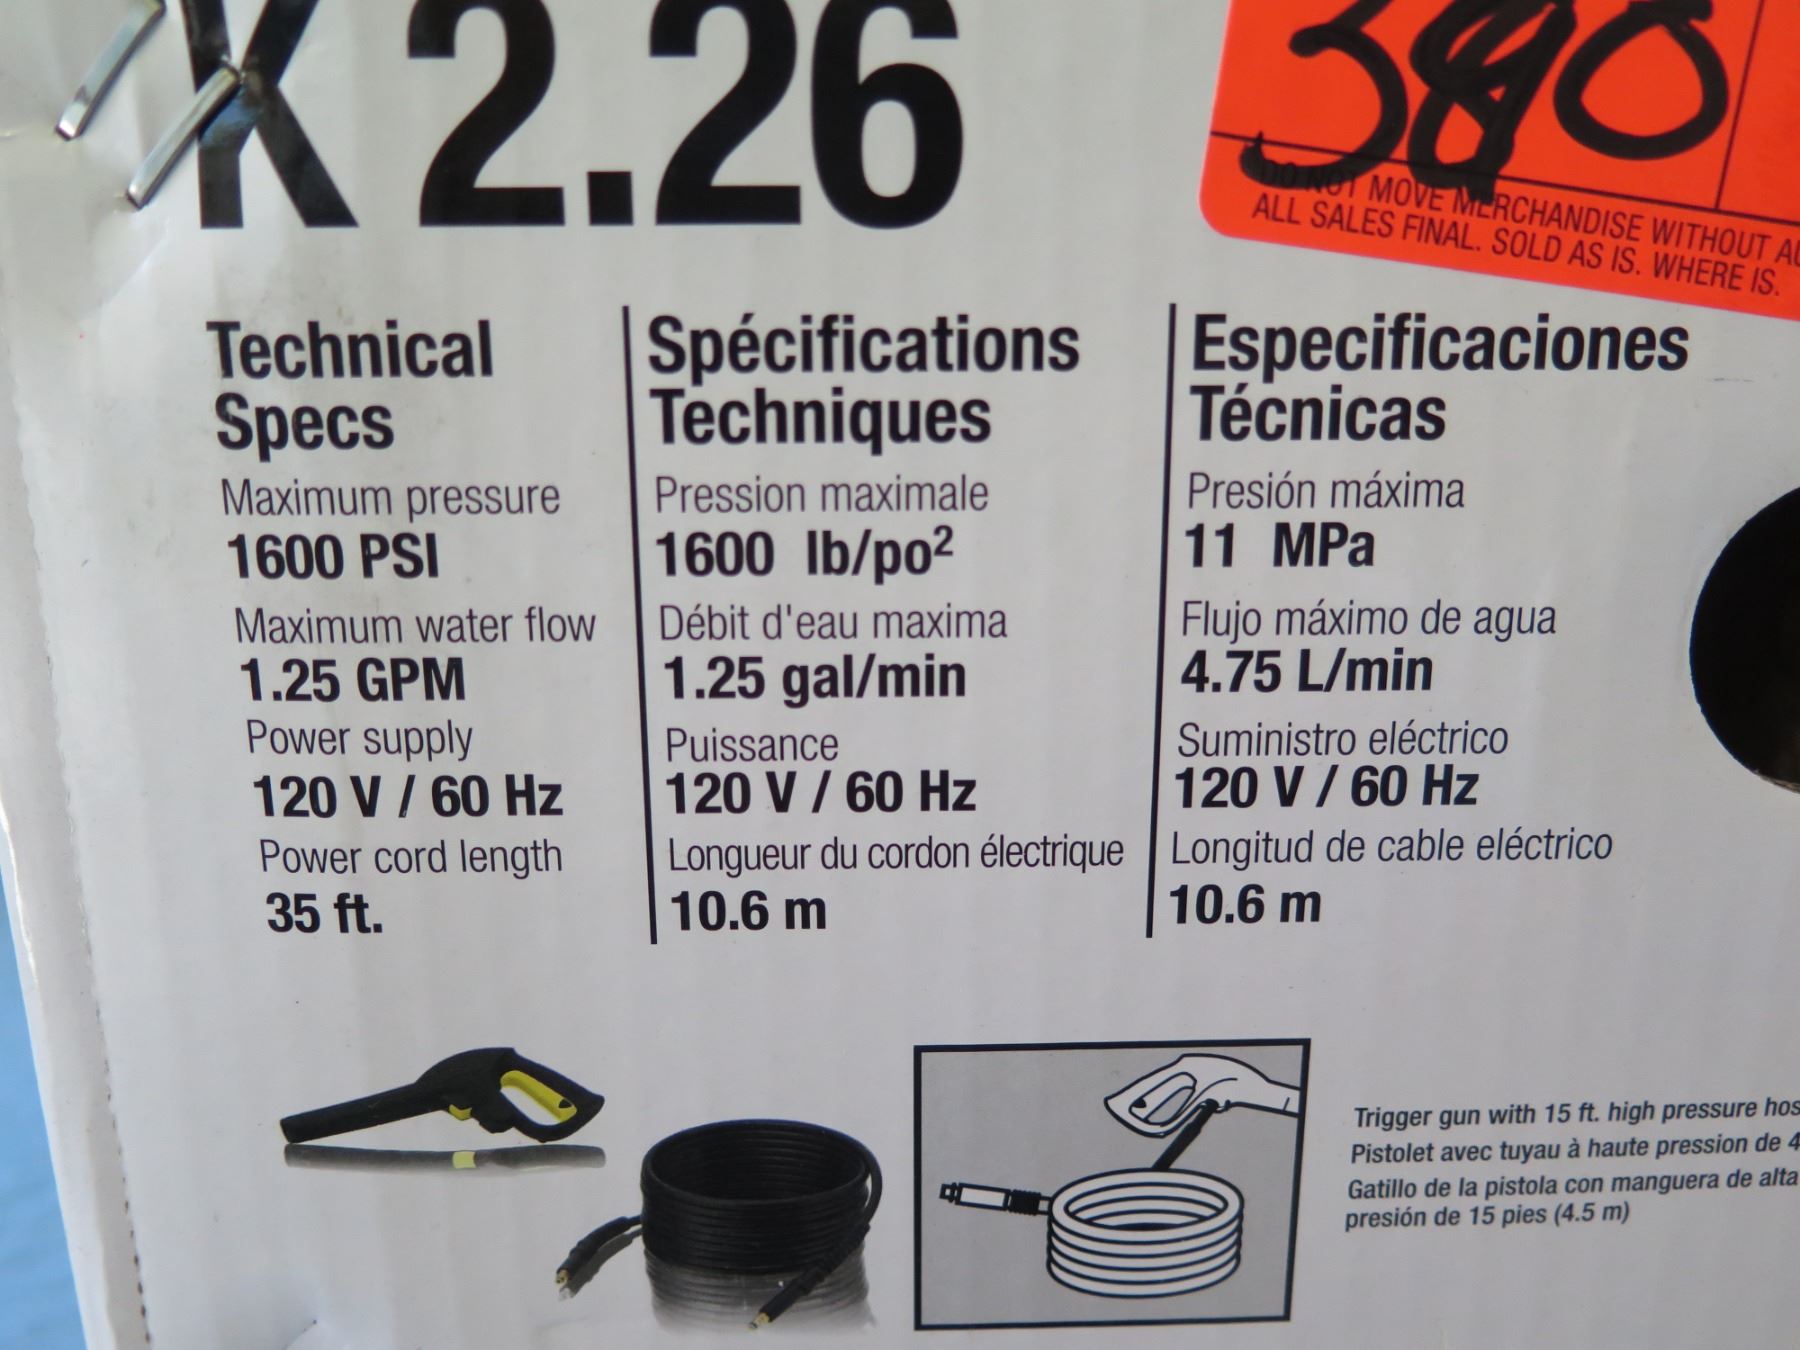 K 2.26
DO NOT MOVE MERCHANDISE WITHOUT
ALL SALES FINAL. SOLD AS IS. WHERE IS.
Technical
Specs
Maximum pressure
1600 PSI
Maximum water flow
1.25 GPM
Power supply
120 V / 60 Hz
Power cord length
35 ft.
Spécifications
Techniques
Pression maximale
1600 lb/po²
Débit d'eau maxima
1.25 gal/min
Puissance
120 V / 60 Hz
Longueur du cordon électrique
10.6 m
Especificaciones
Técnicas
Presión máxima
11 MPa
Flujo máximo de agua
4.75 L/min
Suministro eléctrico
120 V / 60 Hz
Longitud de cable eléctrico
10.6 m
Trigger gun with 15 ft. high pressure
Pistolet avec tuyau à haute pression de
Gatillo de la pistola con manguera de alta
presión de 15 pies (4.5 m)